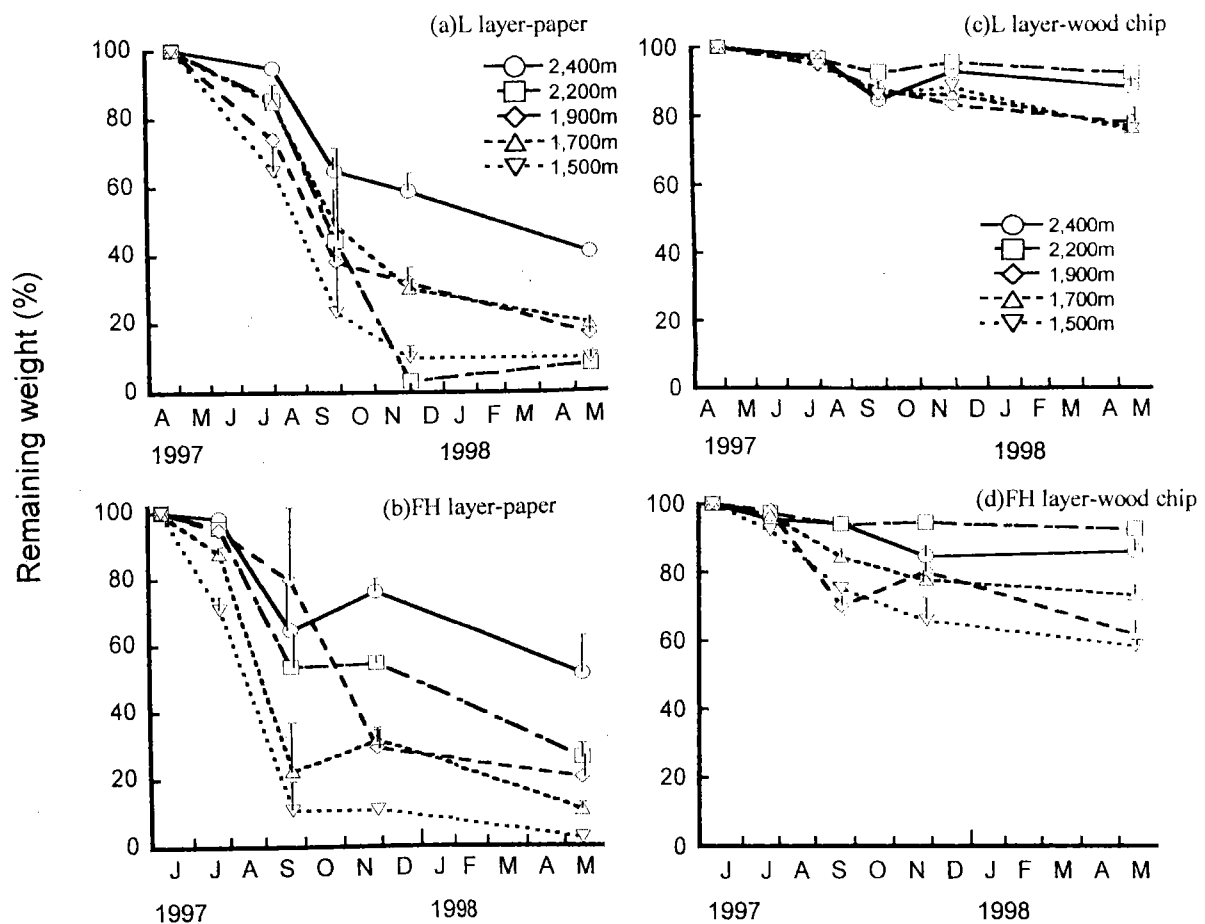 Remaining weight (%)
(a)L layer-paper
100
80
60
40
20
0
2,400m
2,200m
1,900m
1,700m
1,500m
A M J J A S O N D J F M A M
1997 1998
(c)L layer-wood chip
100
80
60
40
20
0
2,400m
2,200m
1,900m
1,700m
1,500m
A M J J A S O N D J F M A M
1997 1998
(b)FH layer-paper
100
80
60
40
20
0
J J A S O N D J F M A M
1997 1998
(d)FH layer-wood chip
100
80
60
40
20
0
J J A S O N D J F M A M
1997 1998